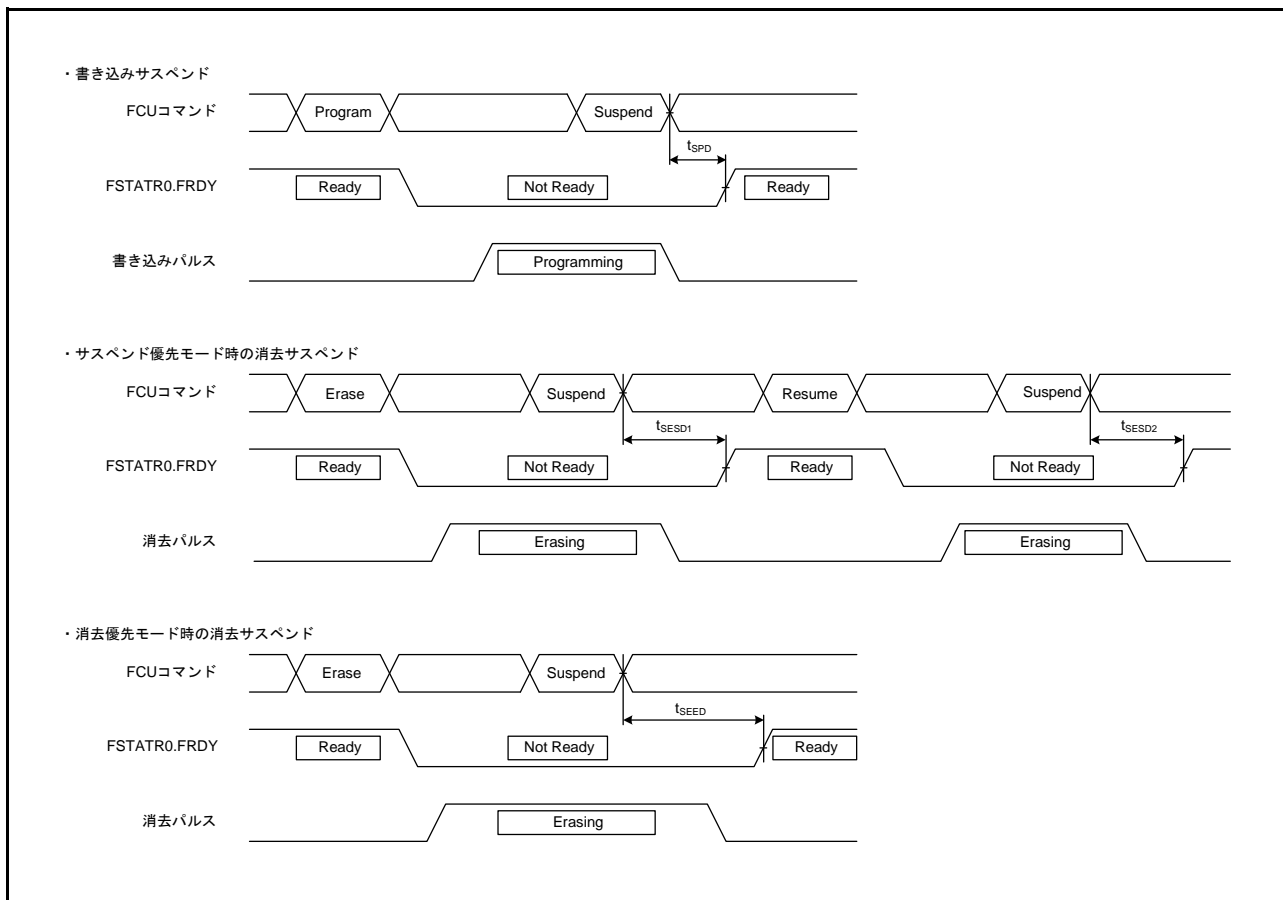 ・書き込みサスペンド
FCUコマンド
Program
Suspend
tSPD
FSTATR0.FRDY
Ready
Not Ready
Ready
書き込みパルス
Programming
・サスペンド優先モード時の消去サスペンド
FCUコマンド
Erase
Suspend
Resume
Suspend
tSESD1
tSESD2
FSTATR0.FRDY
Ready
Not Ready
Ready
Not Ready
消去パルス
Erasing
Erasing
・消去優先モード時の消去サスペンド
FCUコマンド
Erase
Suspend
tSEED
FSTATR0.FRDY
Ready
Not Ready
Ready
消去パルス
Erasing